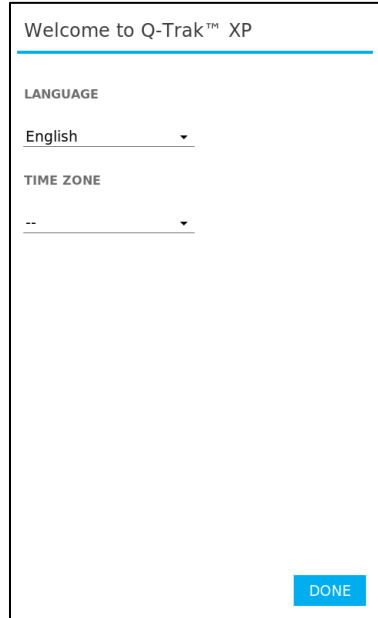 Welcome to Q-Trak™ XP
LANGUAGE
English
TIME ZONE
--
DONE